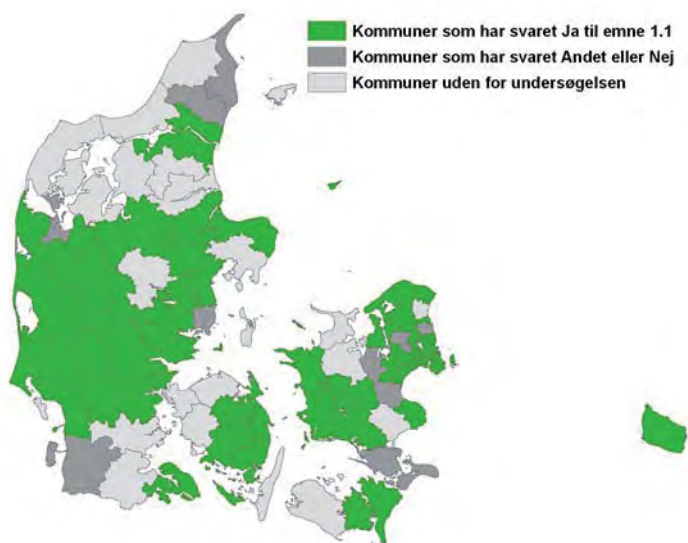 Kommuner som har svaret Ja til emne 1.1
Kommuner som har svaret Andet eller Nej
Kommuner uden for undersøgelsen